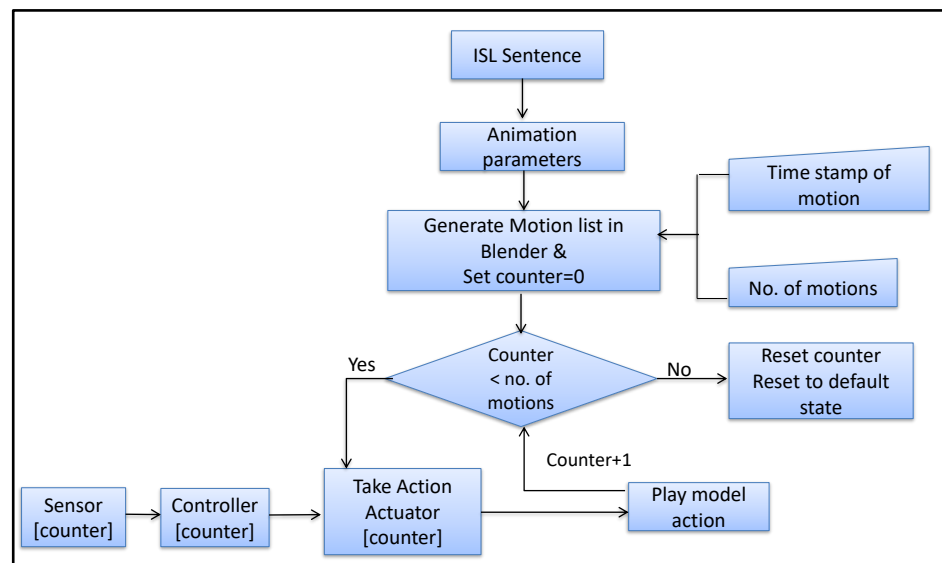 ISL Sentence
Animation
parameters
Time stamp of
motion
Generate Motion list in
Blender &
Set counter=0
No. of motions
Yes
Counter
< no. of
motions
No
Reset counter
Reset to default
state
Counter+1
Sensor
[counter]
Controller
[counter]
Take Action
Actuator
[counter]
Play model
action